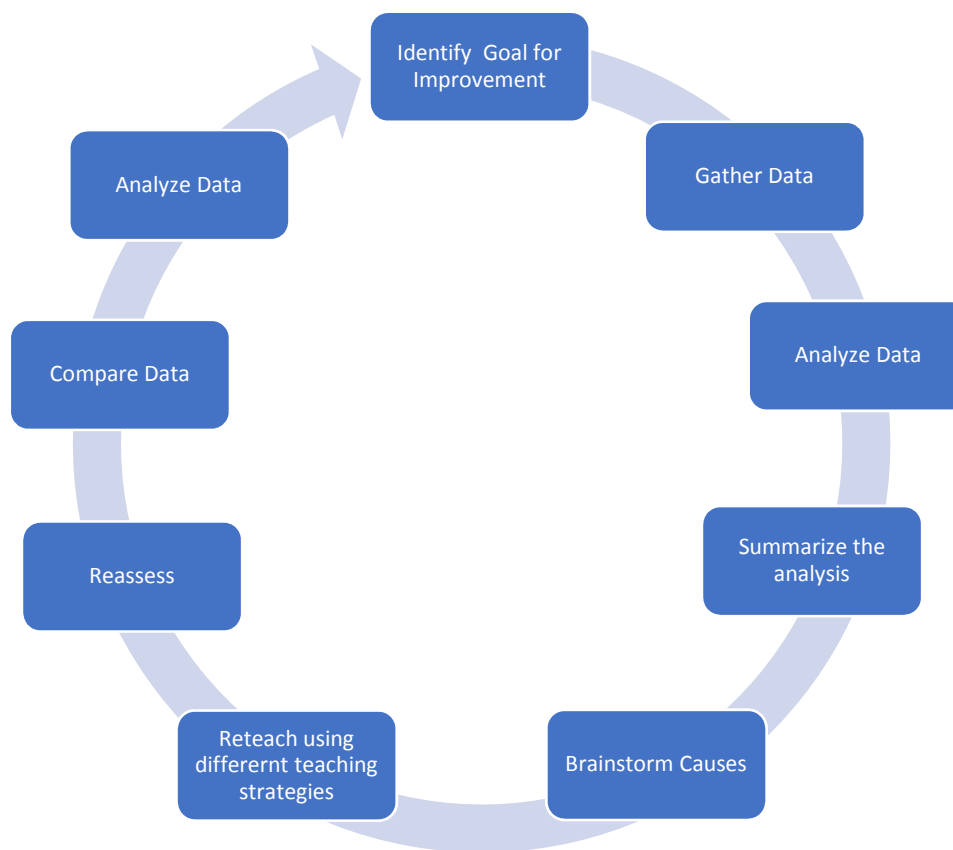 Identify Goal for
Improvement
Gather Data
Analyze Data
Summarize the
analysis
Brainstorm Causes
Reteach using
differernt teaching
strategies
Reassess
Compare Data
Analyze Data